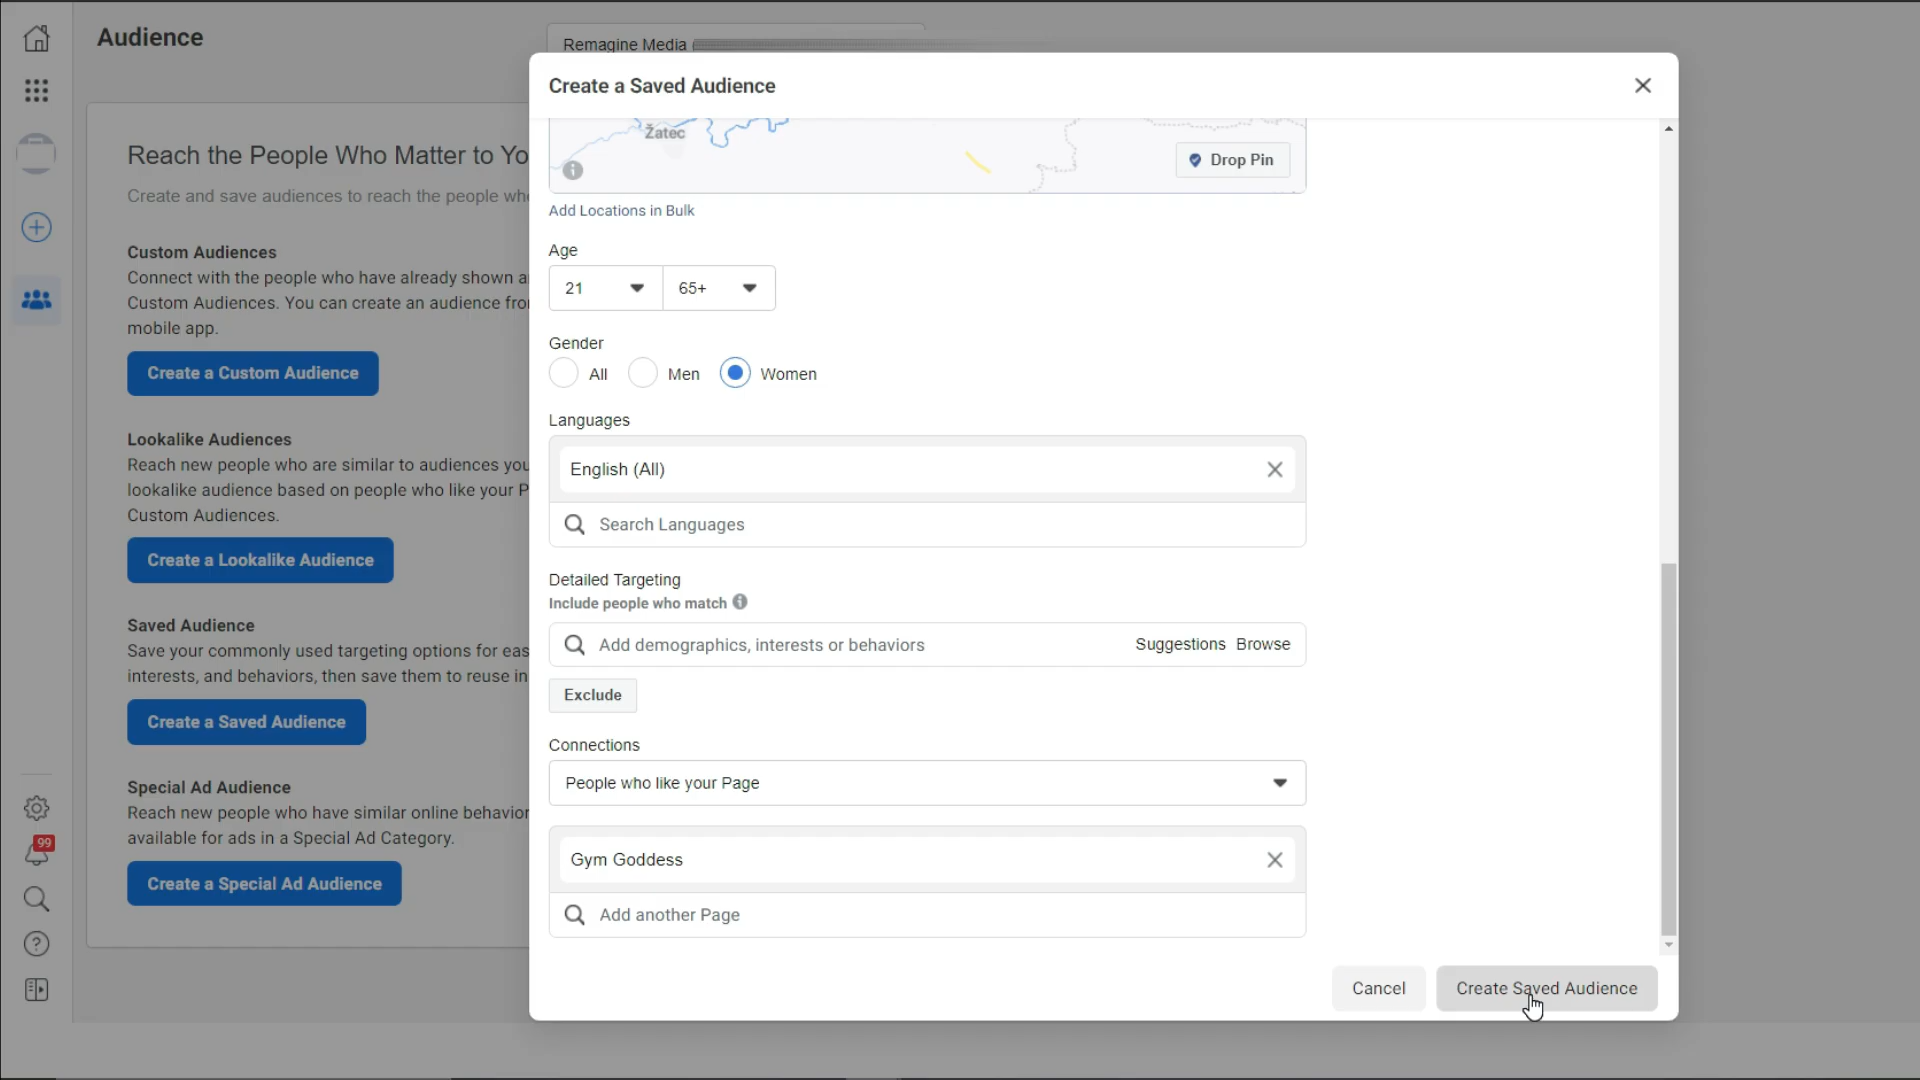 Audience
Remagine Media
Reach the People Who Matter to Yo
Create and save audiences to reach the people wh
Custom Audiences
Connect with the people who have already shown a
Custom Audiences. You can create an audience fro
mobile app.
Create a Custom Audience
Lookalike Audiences
Reach new people who are similar to audiences you
lookalike audience based on people who like your P
Custom Audiences.
Create a Lookalike Audience
Saved Audience
Save your commonly used targeting options for eas
interests, and behaviors, then save them to reuse in
Create a Saved Audience
Special Ad Audience
Reach new people who have similar online behavior
available for ads in a Special Ad Category.
Create a Special Ad Audience
99
Create a Saved Audience
Žatec
Drop Pin
Add Locations in Bulk
Age
21 65+
Gender
All Men Women
Languages
English (All)
Search Languages
Detailed Targeting
Include people who match
Add demographics, interests or behaviors Suggestions Browse
Exclude
Connections
People who like your Page
Gym Goddess
Add another Page
Cancel Create Saved Audience